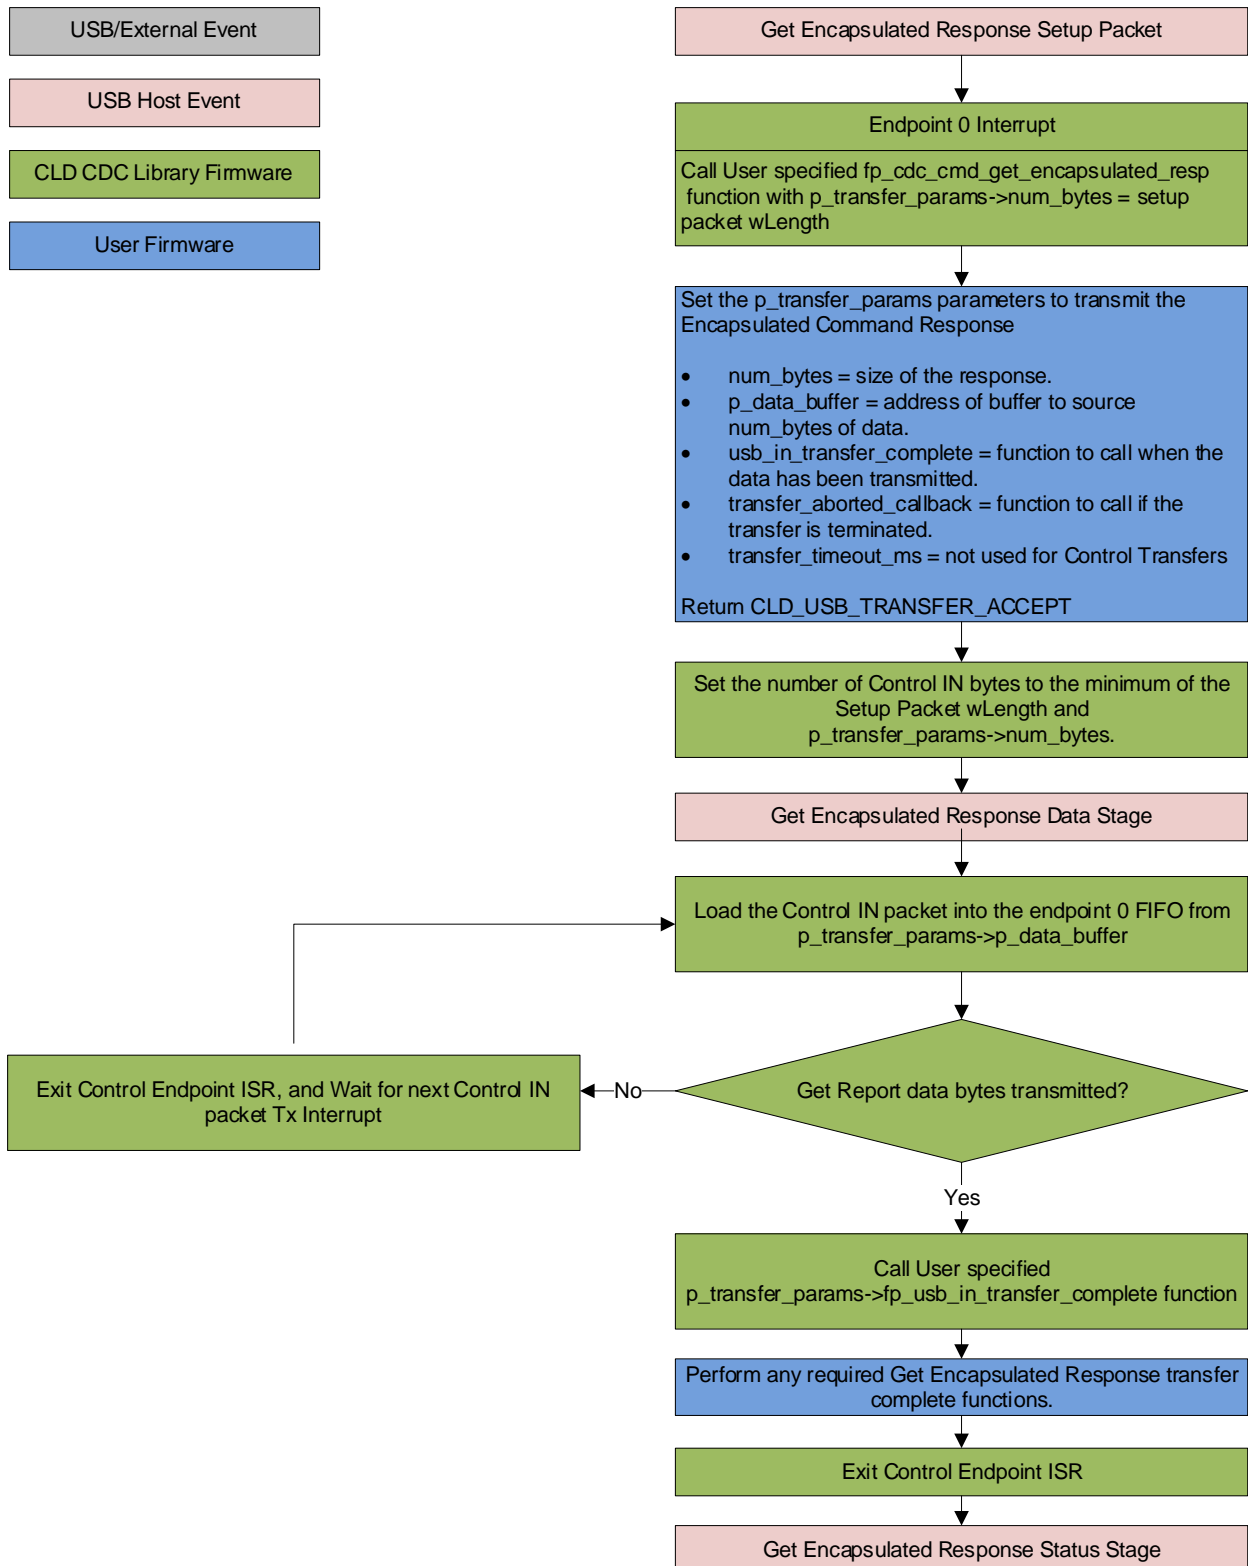 USB/External Event
USB Host Event
CLD CDC Library Firmware
User Firmware
Get Encapsulated Response Setup Packet
Endpoint 0 Interrupt
Call User specified fp_cdc_cmd_get_encapsulated_resp
function with p_transfer_params->num_bytes = setup
packet wLength
Set the p_transfer_params parameters to transmit the
Encapsulated Command Response
• num_bytes = size of the response.
• p_data_buffer = address of buffer to source
num_bytes of data.
• usb_in_transfer_complete = function to call when the
data has been transmitted.
• transfer_aborted_callback = function to call if the
transfer is terminated.
• transfer_timeout_ms = not used for Control Transfers
Return CLD_USB_TRANSFER_ACCEPT
Set the number of Control IN bytes to the minimum of the
Setup Packet wLength and
p_transfer_params->num_bytes.
Get Encapsulated Response Data Stage
Load the Control IN packet into the endpoint 0 FIFO from
p_transfer_params->p_data_buffer
Get Report data bytes transmitted?
No
Exit Control Endpoint ISR, and Wait for next Control IN
packet Tx Interrupt
Yes
Call User specified
p_transfer_params->fp_usb_in_transfer_complete function
Perform any required Get Encapsulated Response transfer
complete functions.
Exit Control Endpoint ISR
Get Encapsulated Response Status Stage